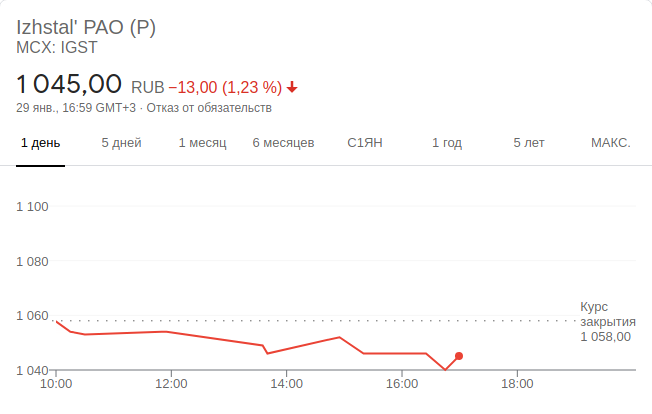 Izhstal' PAO (P)
MCX: IGST
1 045,00 RUB −13,00 (1,23 %)
29 янв., 16:59 GMT+3 · Отказ от обязательств
1 день 5 дней 1 месяц 6 месяцев С1ЯН 1 год 5 лет МАКС.
1 100
1 080
1 060
Курс
закрытия
1 058,00
1 040
10:00 12:00 14:00 16:00 18:00